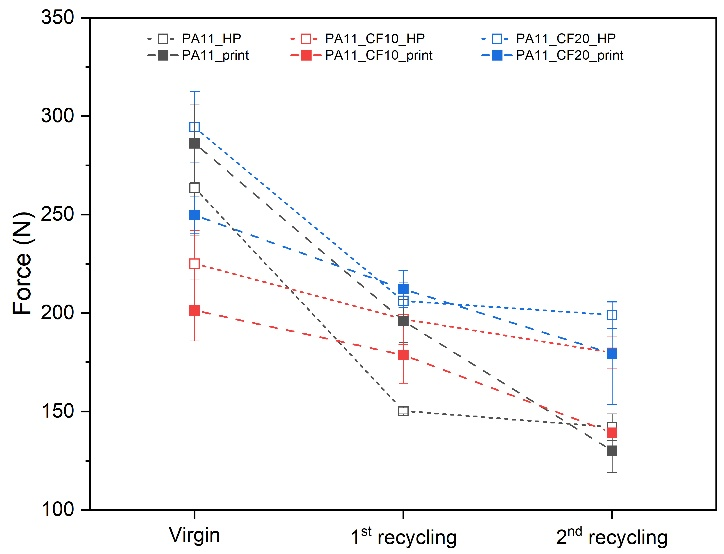 350
PA11_HP PA11_CF10_HP PA11_CF20_HP
PA11_print PA11_CF10_print PA11_CF20_print
300
250
Force (N)
200
150
100
Virgin 1st recycling 2nd recycling